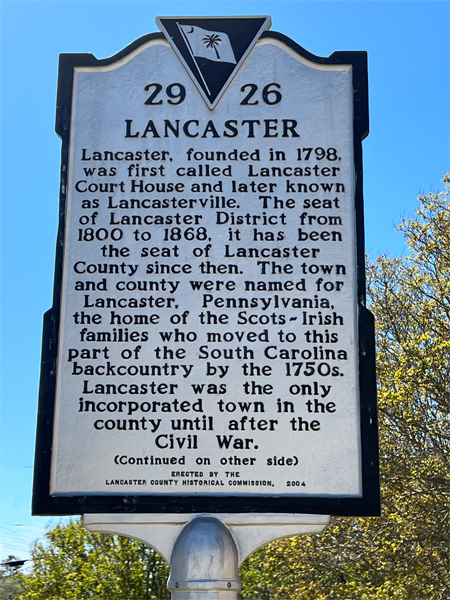 29 26
LANCASTER
Lancaster, founded in 1798,
was first called Lancaster
Court House and later known
as Lancasterville. The seat
of Lancaster District from
1800 to 1868, it has been
the seat of Lancaster
County since then. The town
and county were named for
Lancaster, Pennsylvania,
the home of the Scots-Irish
families who moved to this
part of the South Carolina
backcountry by the 1750s.
Lancaster was the only
incorporated town in the
county until after the
Civil War.
(Continued on other side)
ERECTED BY THE
LANCASTER COUNTY HISTORICAL COMMISSION, 2004